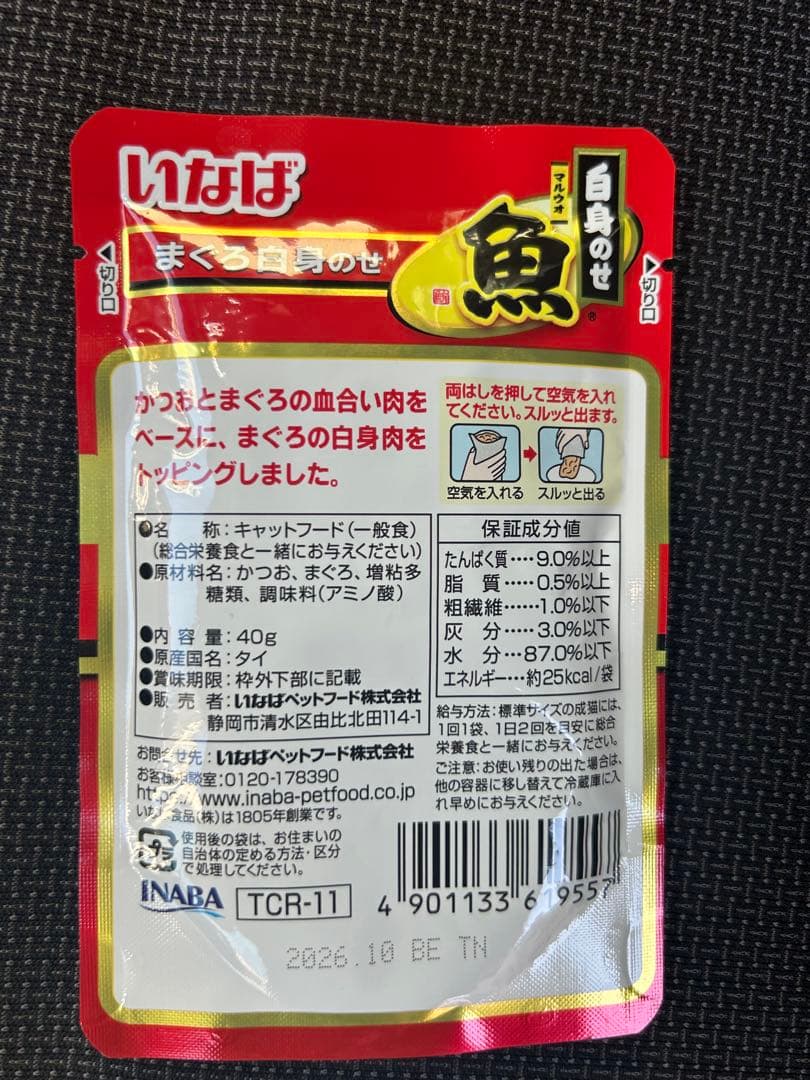 いなば
まぐろ白身のせ
マルウオ
魚
®
白身のせ
切り口
切り口
かつおとまぐろの血合い肉を
ベースに、まぐろの白身肉を
トッピングしました。
両はしを押して空気を入れ
てください。スルッと出ます。
空気を入れる スルッと出る
●名 称:キャットフード(一般食)
(総合栄養食と一緒にお与えください)
●原材料名:かつお、まぐろ、増粘多
糖類、調味料(アミノ酸)
●内 容 量:40g
●原産国名:タイ
●賞味期限:枠外下部に記載
●販 売 者:いなばペットフード株式会社
静岡市清水区由比北田114-1
保証成分値
たんぱく質‥‥9.0%以上
脂 質‥‥‥0.5%以上
粗繊維‥‥‥1.0%以下
灰 分‥‥‥3.0%以下
水 分‥‥87.0%以下
エネルギー‥‥約25kcal/袋
給与方法:標準サイズの成猫には、
1回1袋、1日2回を目安に総合
栄養食と一緒にお与えください。
ご注意:お使い残りの出た場合は、
他の容器に移し替えて冷蔵庫に入
れ早めにお与えください。
お問合せ先:いなばペットフード株式会社
お客様相談室:0120-178390
https://www.inaba-petfood.co.jp
いなば食品(株)は1805年創業です。
使用後の袋は、お住まいの
自治体の定める方法・区分
で処理してください。
INABA
TCR-11
4 901133 619557
2026.10 BE TN